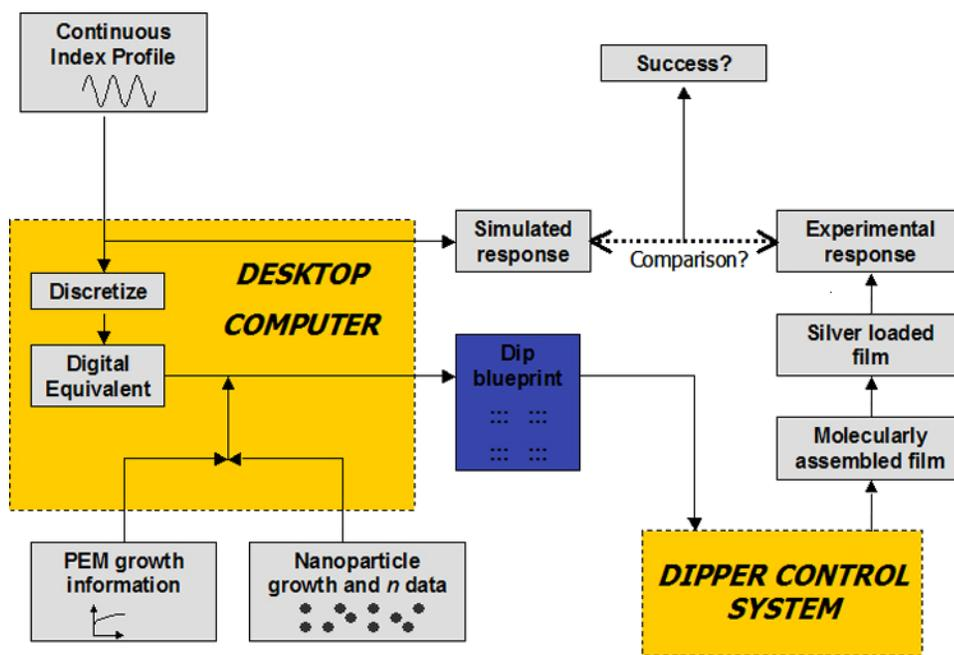 Continuous
Index Profile
Success?
Simulated
response
Comparison?
Experimental
response
DESKTOP
COMPUTER
Discretize
Digital
Equivalent
Dip
blueprint
Silver loaded
film
Molecularly
assembled film
PEM growth
information
Nanoparticle
growth and n data
DIPPER CONTROL
SYSTEM